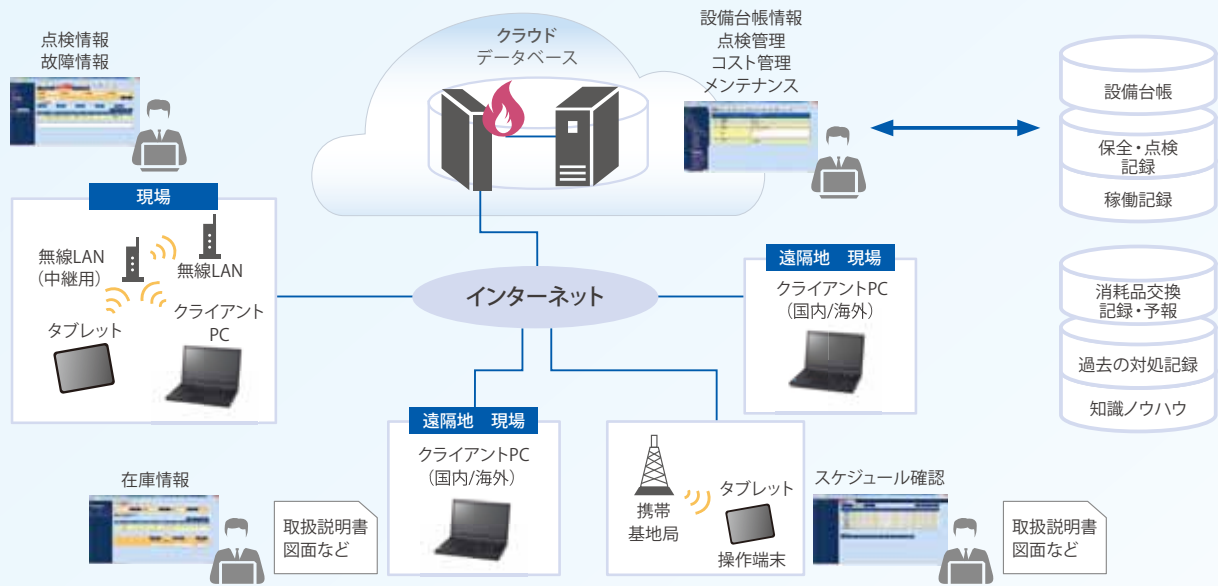 点検情報
故障情報
クラウド
データベース
設備台帳情報
点検管理
コスト管理
メンテナンス
設備台帳
保全・点検
記録
稼働記録
現場
無線LAN
（中継用）
無線LAN
タブレット
クライアント
PC
インターネット
遠隔地　現場
クライアントPC
（国内/海外）
消耗品交換
記録・予報
過去の対処記録
知識ノウハウ
遠隔地　現場
クライアントPC
（国内/海外）
携帯
基地局
タブレット
操作端末
在庫情報
取扱説明書
図面など
スケジュール確認
取扱説明書
図面など